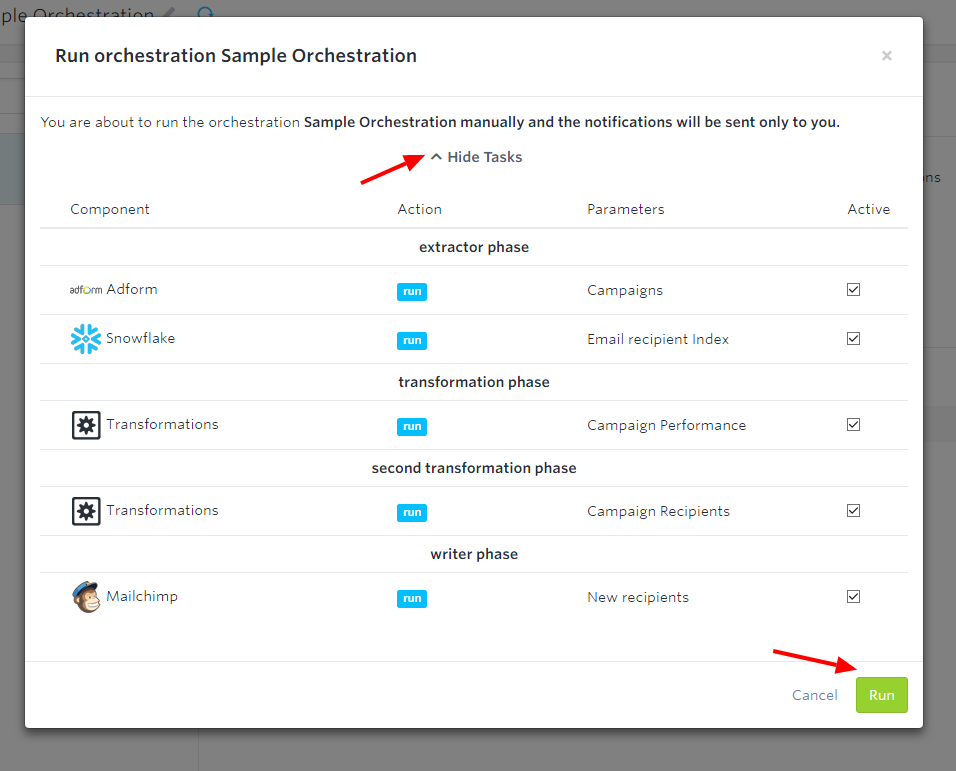 ple Orchestration
Run orchestration Sample Orchestration
×
You are about to run the orchestration Sample Orchestration manually and the notifications will be sent only to you.
Hide Tasks
ns
Component Action Parameters Active
extractor phase
adform Adform run Campaigns
Snowflake run Email recipient Index
transformation phase
Transformations run Campaign Performance
second transformation phase
Transformations run Campaign Recipients
writer phase
Mailchimp run New recipients
Cancel Run